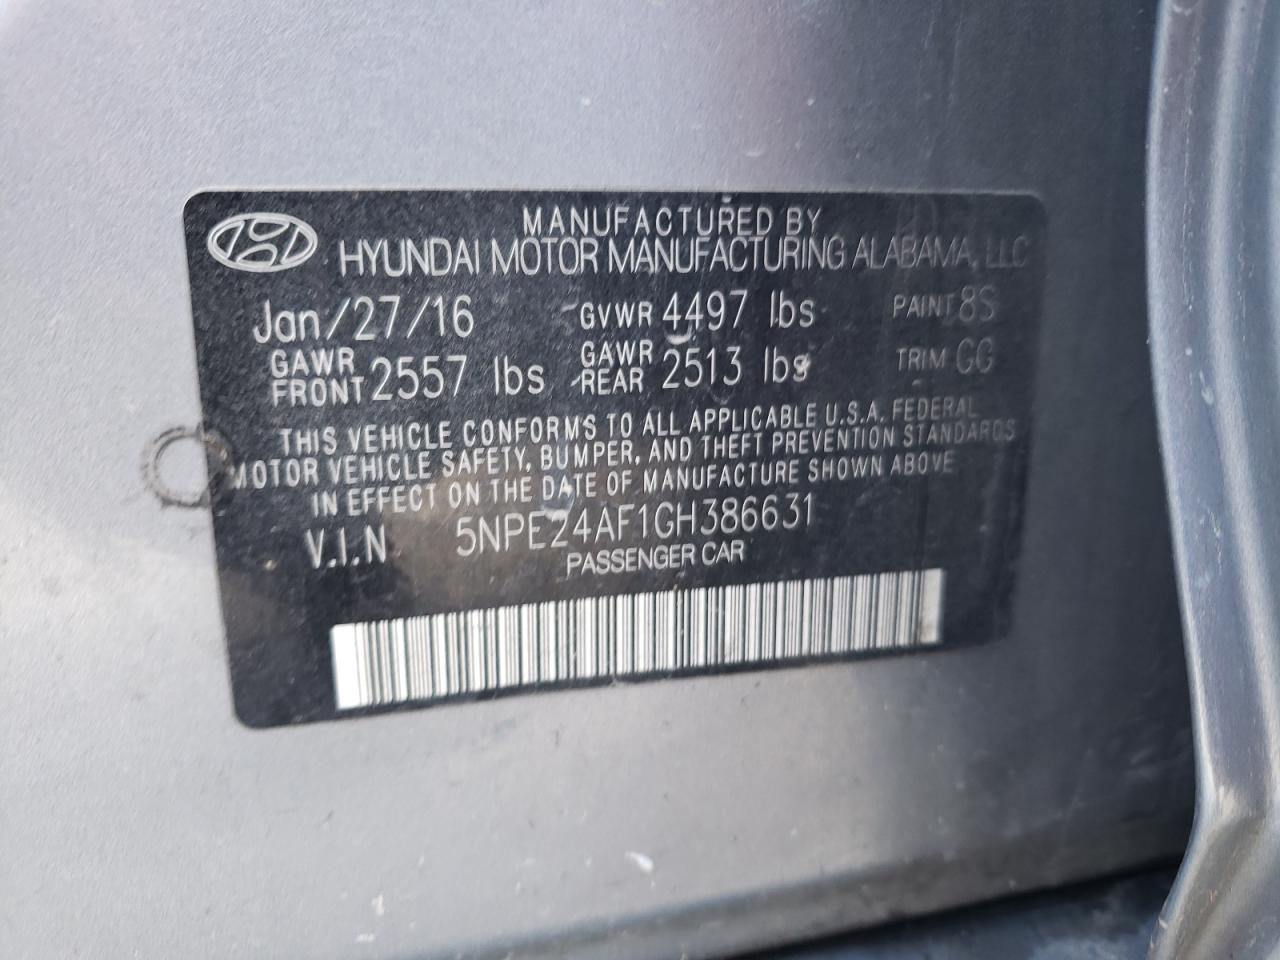 MANUFACTURED BY
HYUNDAI MOTOR MANUFACTURING ALABAMA, LLC
Jan/27/16 GVWR 4497 lbs PAINT 8S
GAWR FRONT 2557 lbs GAWR REAR 2513 lbs TRIM GG
THIS VEHICLE CONFORMS TO ALL APPLICABLE U.S.A. FEDERAL
MOTOR VEHICLE SAFETY, BUMPER, AND THEFT PREVENTION STANDARDS
IN EFFECT ON THE DATE OF MANUFACTURE SHOWN ABOVE
V.I.N 5NPE24AF1GH386631
PASSENGER CAR